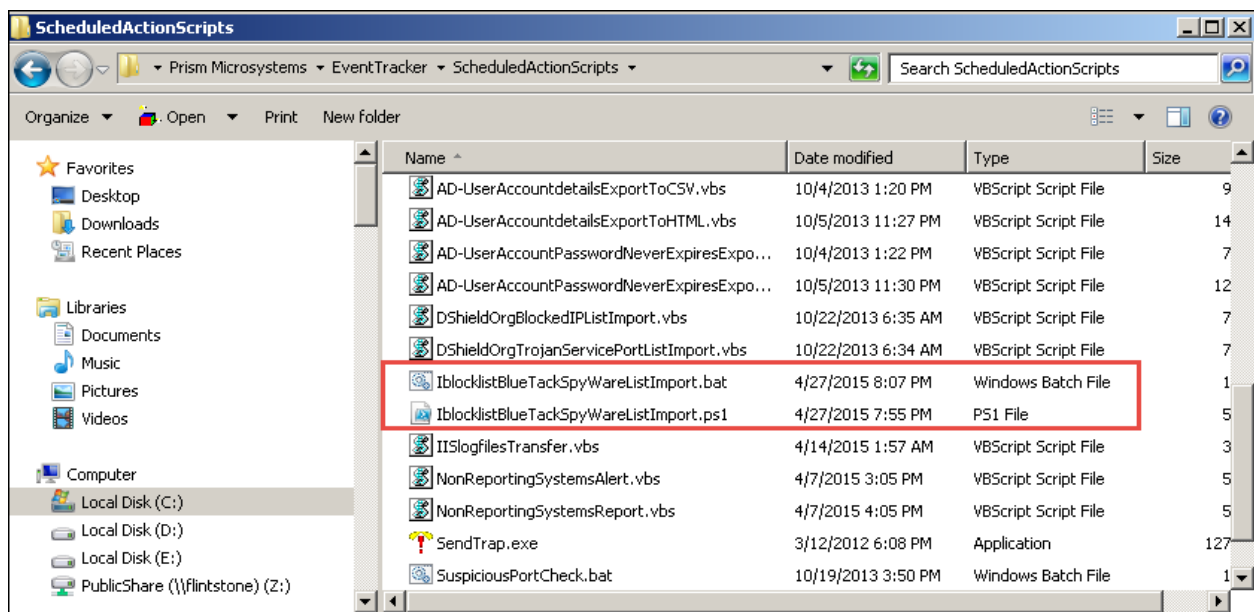 ScheduledActionScripts
Prism Microsystems EventTracker ScheduledActionScripts Search ScheduledActionScripts
Organize Open Print New folder
Favorites
Desktop
Downloads
Recent Places
Libraries
Documents
Music
Pictures
Videos
Computer
Local Disk (C:)
Local Disk (D:)
Local Disk (E:)
PublicShare (\\flintstone) (Z:)
Name Date modified Type Size
AD-UserAccountdetailsExportToCSV.vbs 10/4/2013 1:20 PM VBScript Script File 9
AD-UserAccountdetailsExportToHTML.vbs 10/5/2013 11:27 PM VBScript Script File 14
AD-UserAccountPasswordNeverExpiresExpo... 10/4/2013 1:22 PM VBScript Script File 7
AD-UserAccountPasswordNeverExpiresExpo... 10/5/2013 11:30 PM VBScript Script File 12
DShieldOrgBlockedIPListImport.vbs 10/22/2013 6:35 AM VBScript Script File 7
DShieldOrgTrojanServicePortListImport.vbs 10/22/2013 6:34 AM VBScript Script File 7
IblocklistBlueTackSpyWareListImport.bat 4/27/2015 8:07 PM Windows Batch File 1
IblocklistBlueTackSpyWareListImport.ps1 4/27/2015 7:55 PM PS1 File 5
IISlogfilesTransfer.vbs 4/14/2015 1:57 AM VBScript Script File 3
NonReportingSystemsAlert.vbs 4/7/2015 3:05 PM VBScript Script File 5
NonReportingSystemsReport.vbs 4/7/2015 4:05 PM VBScript Script File 5
SendTrap.exe 3/12/2012 6:08 PM Application 127
SuspiciousPortCheck.bat 10/19/2013 3:50 PM Windows Batch File 1